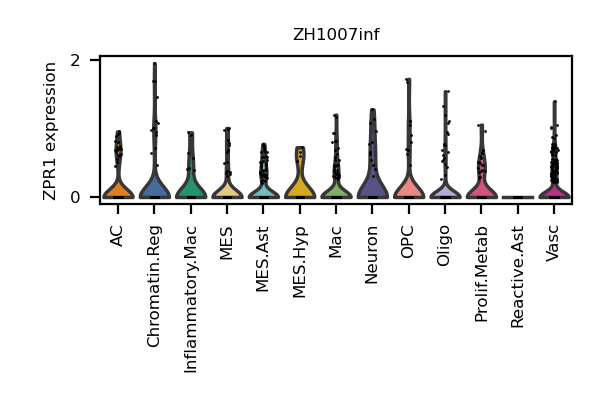 ZH1007inf
ZPR1 expression
2
0
AC
Chromatin.Reg
Inflammatory.Mac
MES
MES.Ast
MES.Hyp
Mac
Neuron
OPC
Oligo
Prolif.Metab
Reactive.Ast
Vasc